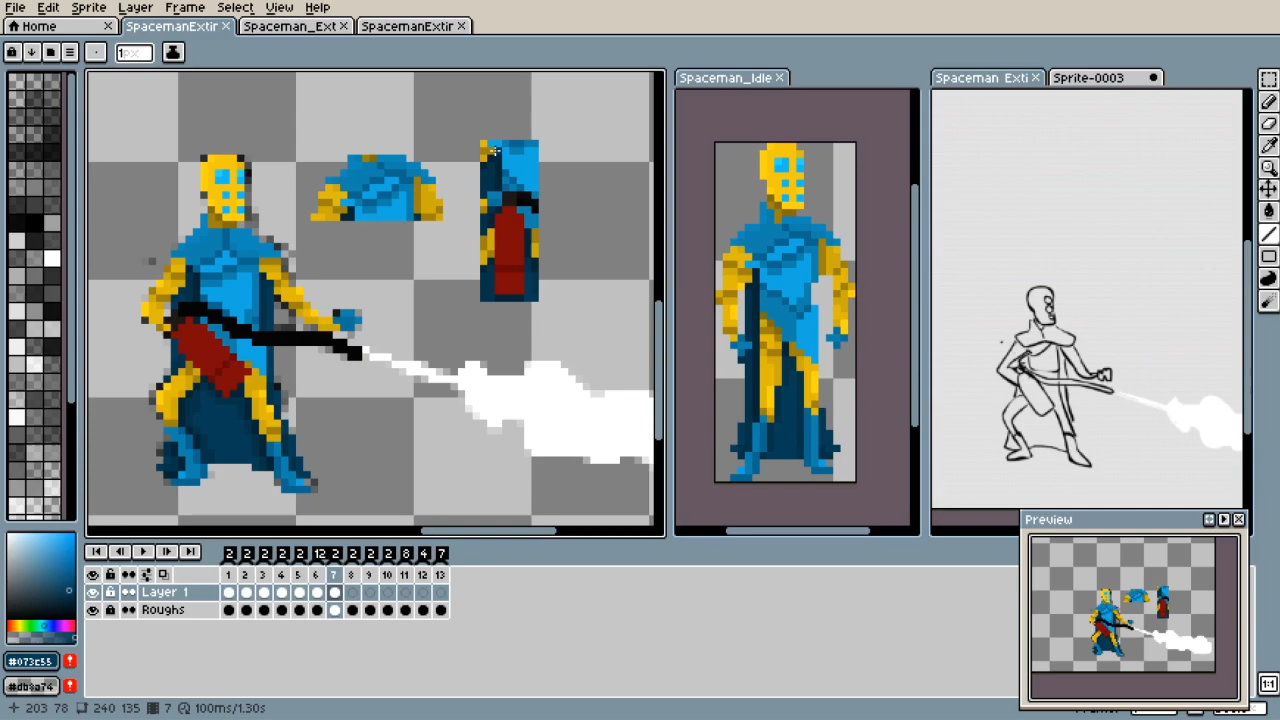 File Edit Sprite Layer Frame Select View Help
Home SpacemanExtir Spaceman_Ext SpacemanExtir
1px
Spaceman_Idle Spaceman Exti Sprite-0003
Preview
2 2 2 2 2 12 2 2 2 2 8 4 7
1 2 3 4 5 6 7 8 9 10 11 12 13
Layer 1
Roughs
#073c55
203 78 240 135 7 100ms/1.30s
1:1